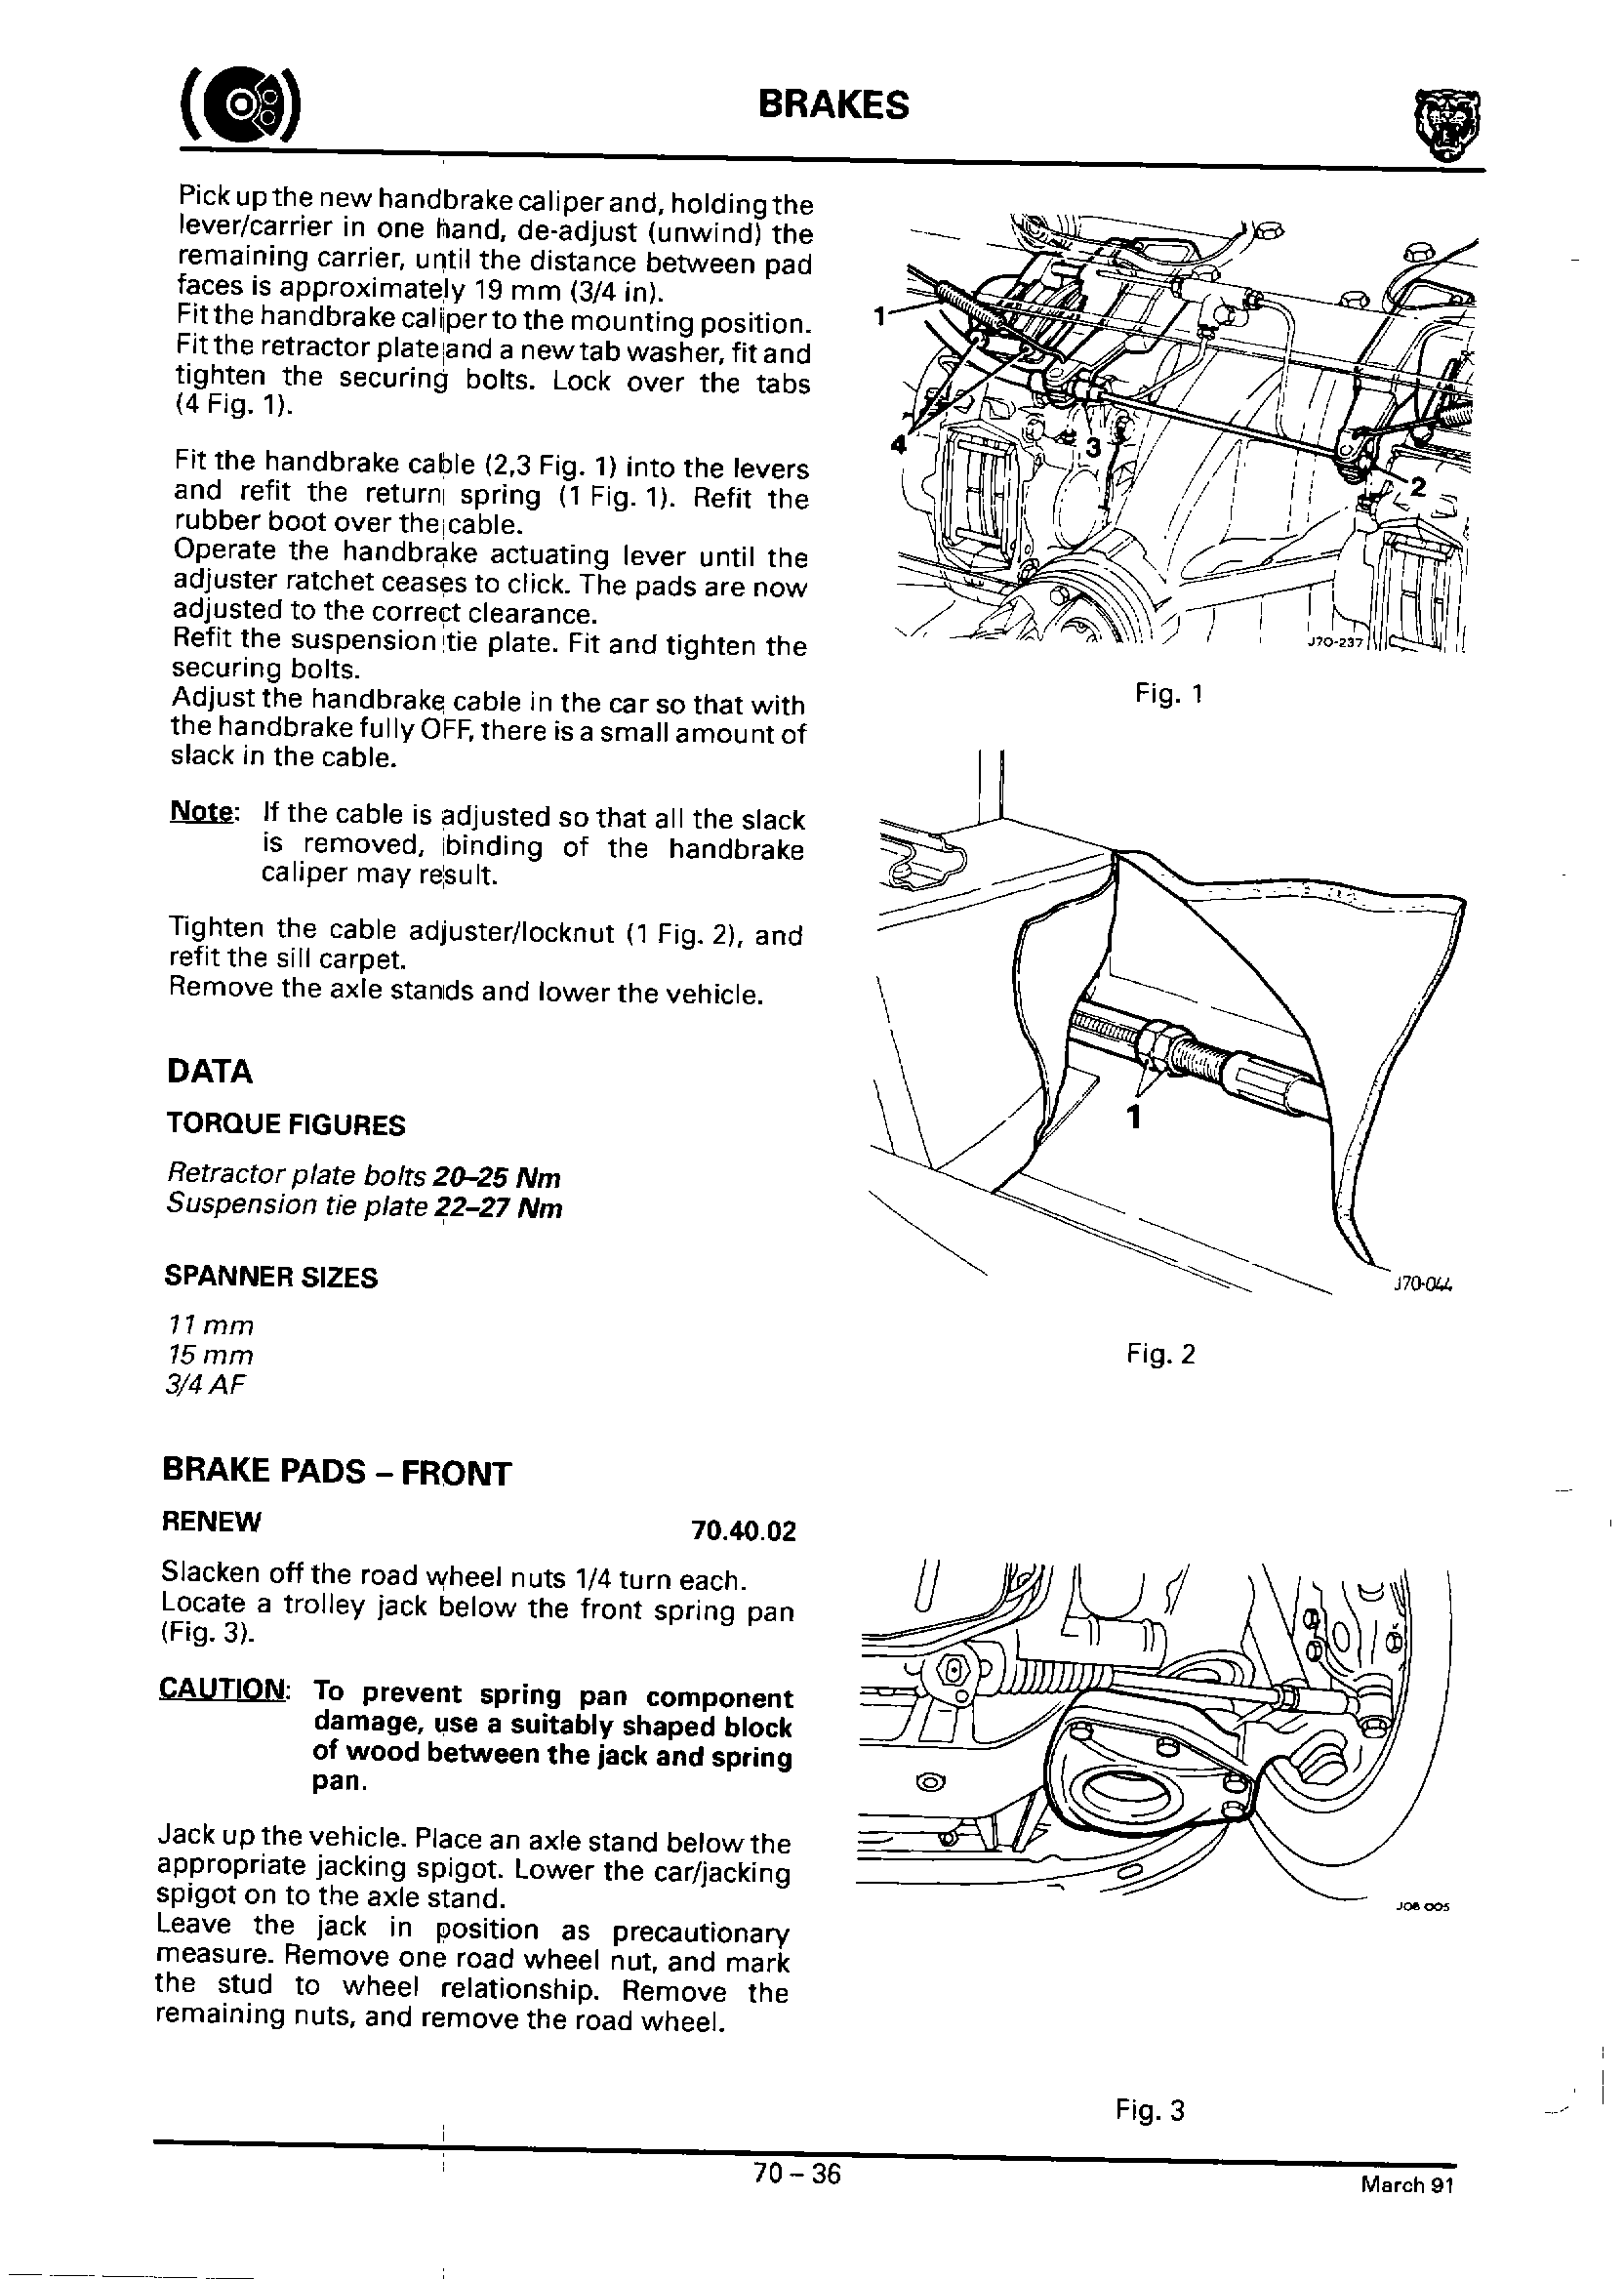 BRAKES
Pick up the new handbrake caliper and, holding the
lever/carrier in one hand, de-adjust (unwind) the
remaining carrier, until the distance between pad
faces is approximately 19 mm (3/4 in).
Fit the handbrake caliper to the mounting position.
Fit the retractor plate and a new tab washer, fit and
tighten the securing bolts. Lock over the tabs
(4 Fig. 1).
Fit the handbrake cable (2,3 Fig. 1) into the levers
and refit the return spring (1 Fig. 1). Refit the
rubber boot over the cable.
Operate the handbrake actuating lever until the
adjuster ratchet ceases to click. The pads are now
adjusted to the correct clearance.
Refit the suspension tie plate. Fit and tighten the
securing bolts.
Adjust the handbrake cable in the car so that with
the handbrake fully OFF, there is a small amount of
slack in the cable.
Note: If the cable is adjusted so that all the slack
is removed, binding of the handbrake
caliper may result.
Tighten the cable adjuster/locknut (1 Fig. 2), and
refit the sill carpet.
Remove the axle stands and lower the vehicle.
DATA
TORQUE FIGURES
Retractor plate bolts 20–25 Nm
Suspension tie plate 22–27 Nm
SPANNER SIZES
11 mm
15 mm
3/4 AF
BRAKE PADS – FRONT
RENEW 70.40.02
Slacken off the road wheel nuts 1/4 turn each.
Locate a trolley jack below the front spring pan
(Fig. 3).
CAUTION: To prevent spring pan component
damage, use a suitably shaped block
of wood between the jack and spring
pan.
Jack up the vehicle. Place an axle stand below the
appropriate jacking spigot. Lower the car/jacking
spigot on to the axle stand.
Leave the jack in position as precautionary
measure. Remove one road wheel nut, and mark
the stud to wheel relationship. Remove the
remaining nuts, and remove the road wheel.
1
4
3
2
J70-237
Fig. 1
1
J70-044
Fig. 2
J06 005
Fig. 3
70 – 36
March 91